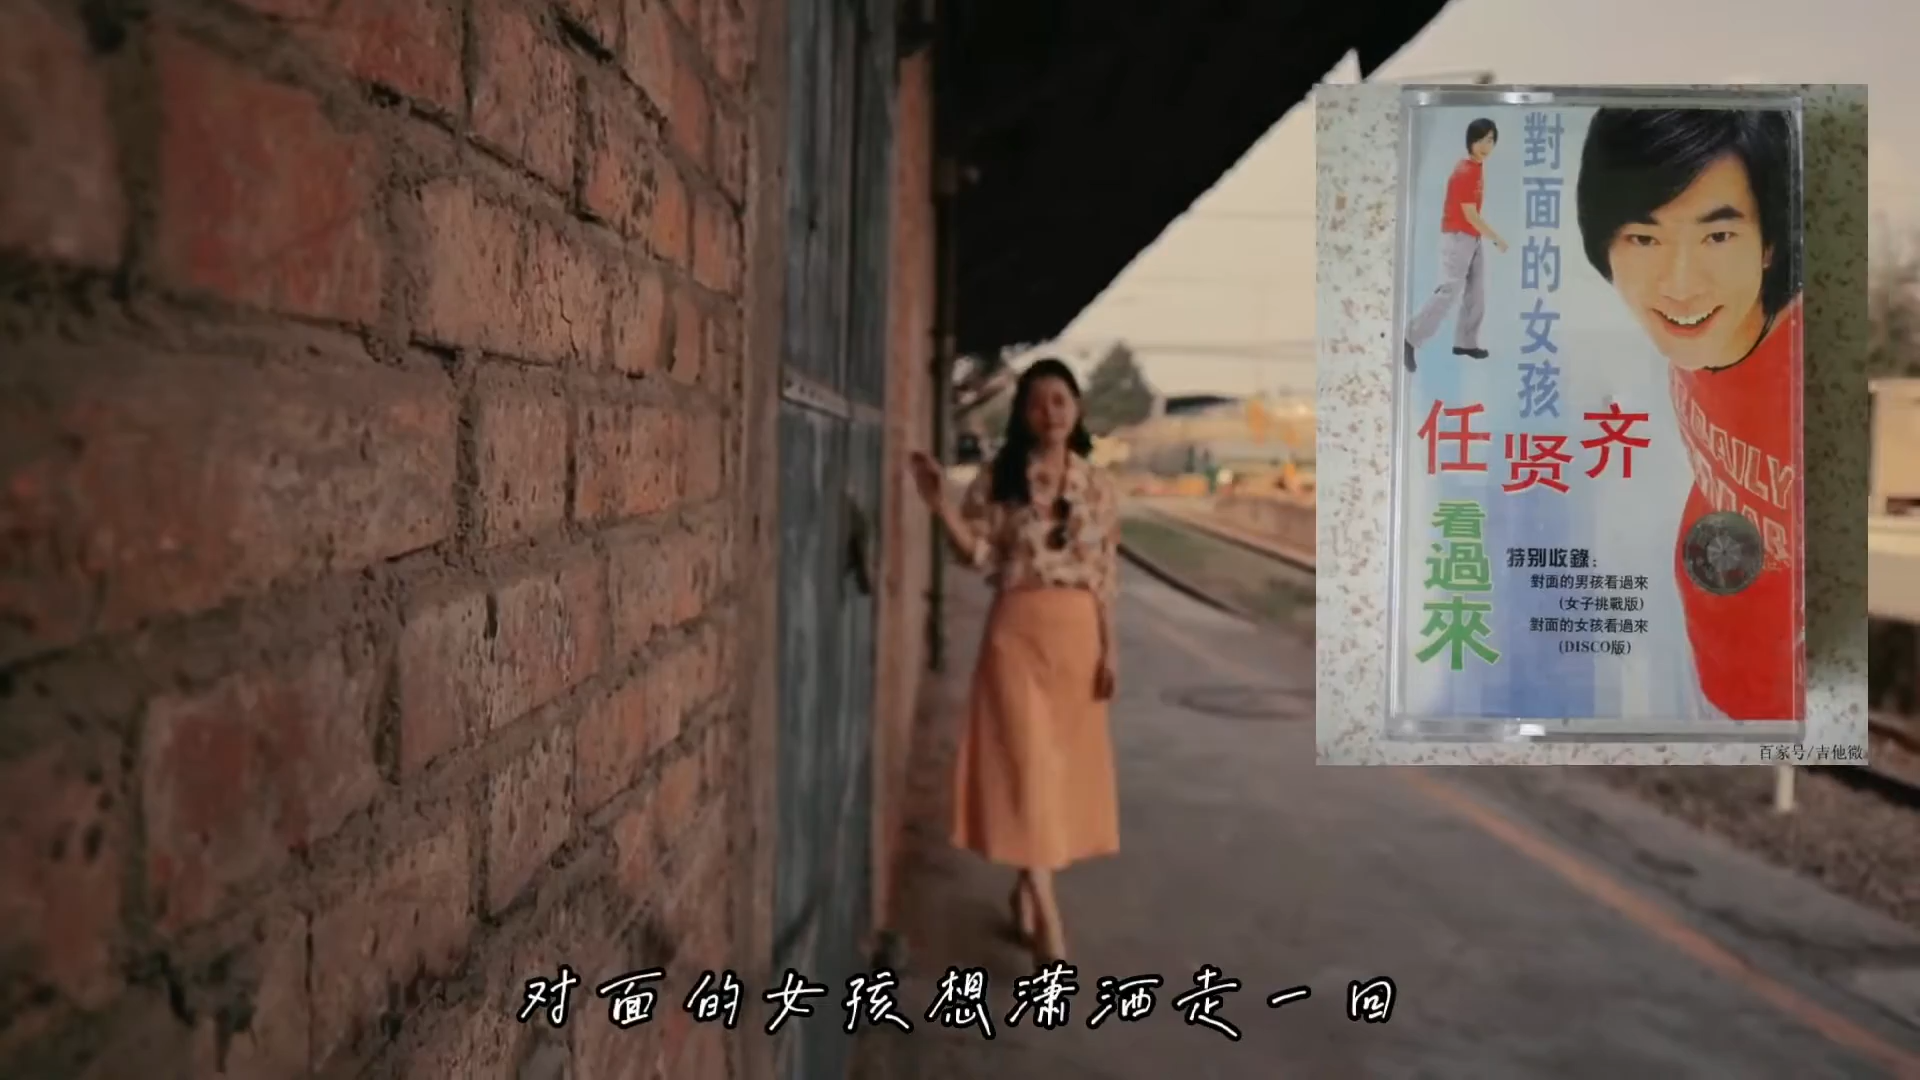 對面的女孩
任贤齐
看過來
特别收錄:
對面的男孩看過來
(女子挑戰版)
對面的女孩看過來
(DISCO版)
百家号/吉他微
对面的女孩想潇洒走一回